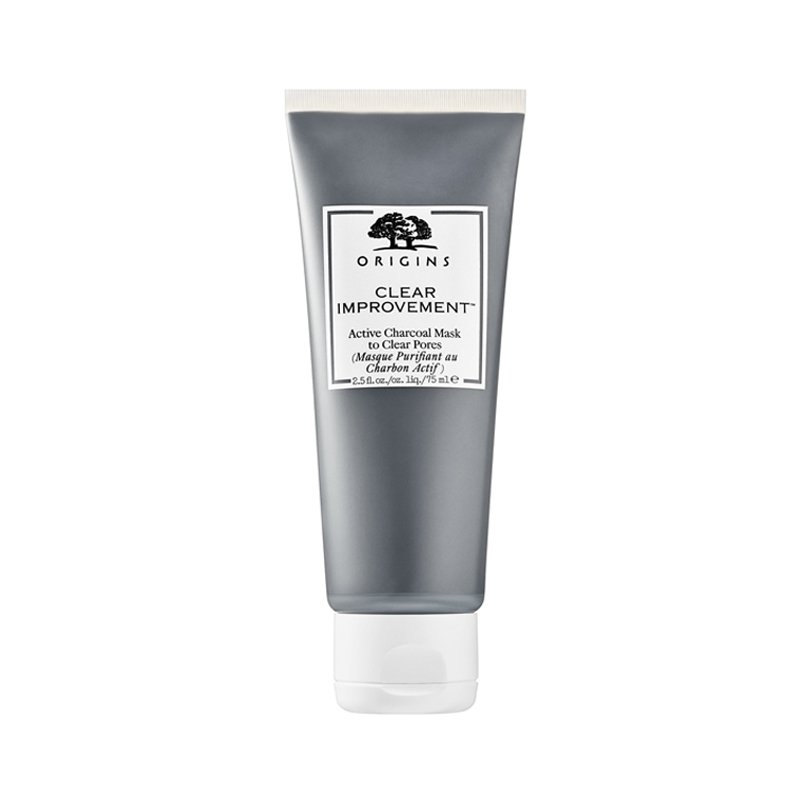 ORIGINS
CLEAR
IMPROVEMENT™
Active Charcoal Mask
to Clear Pores
(Masque Purifiant au
Charbon Actif)
2.5 fl.oz./oz. liq./75 ml ℮